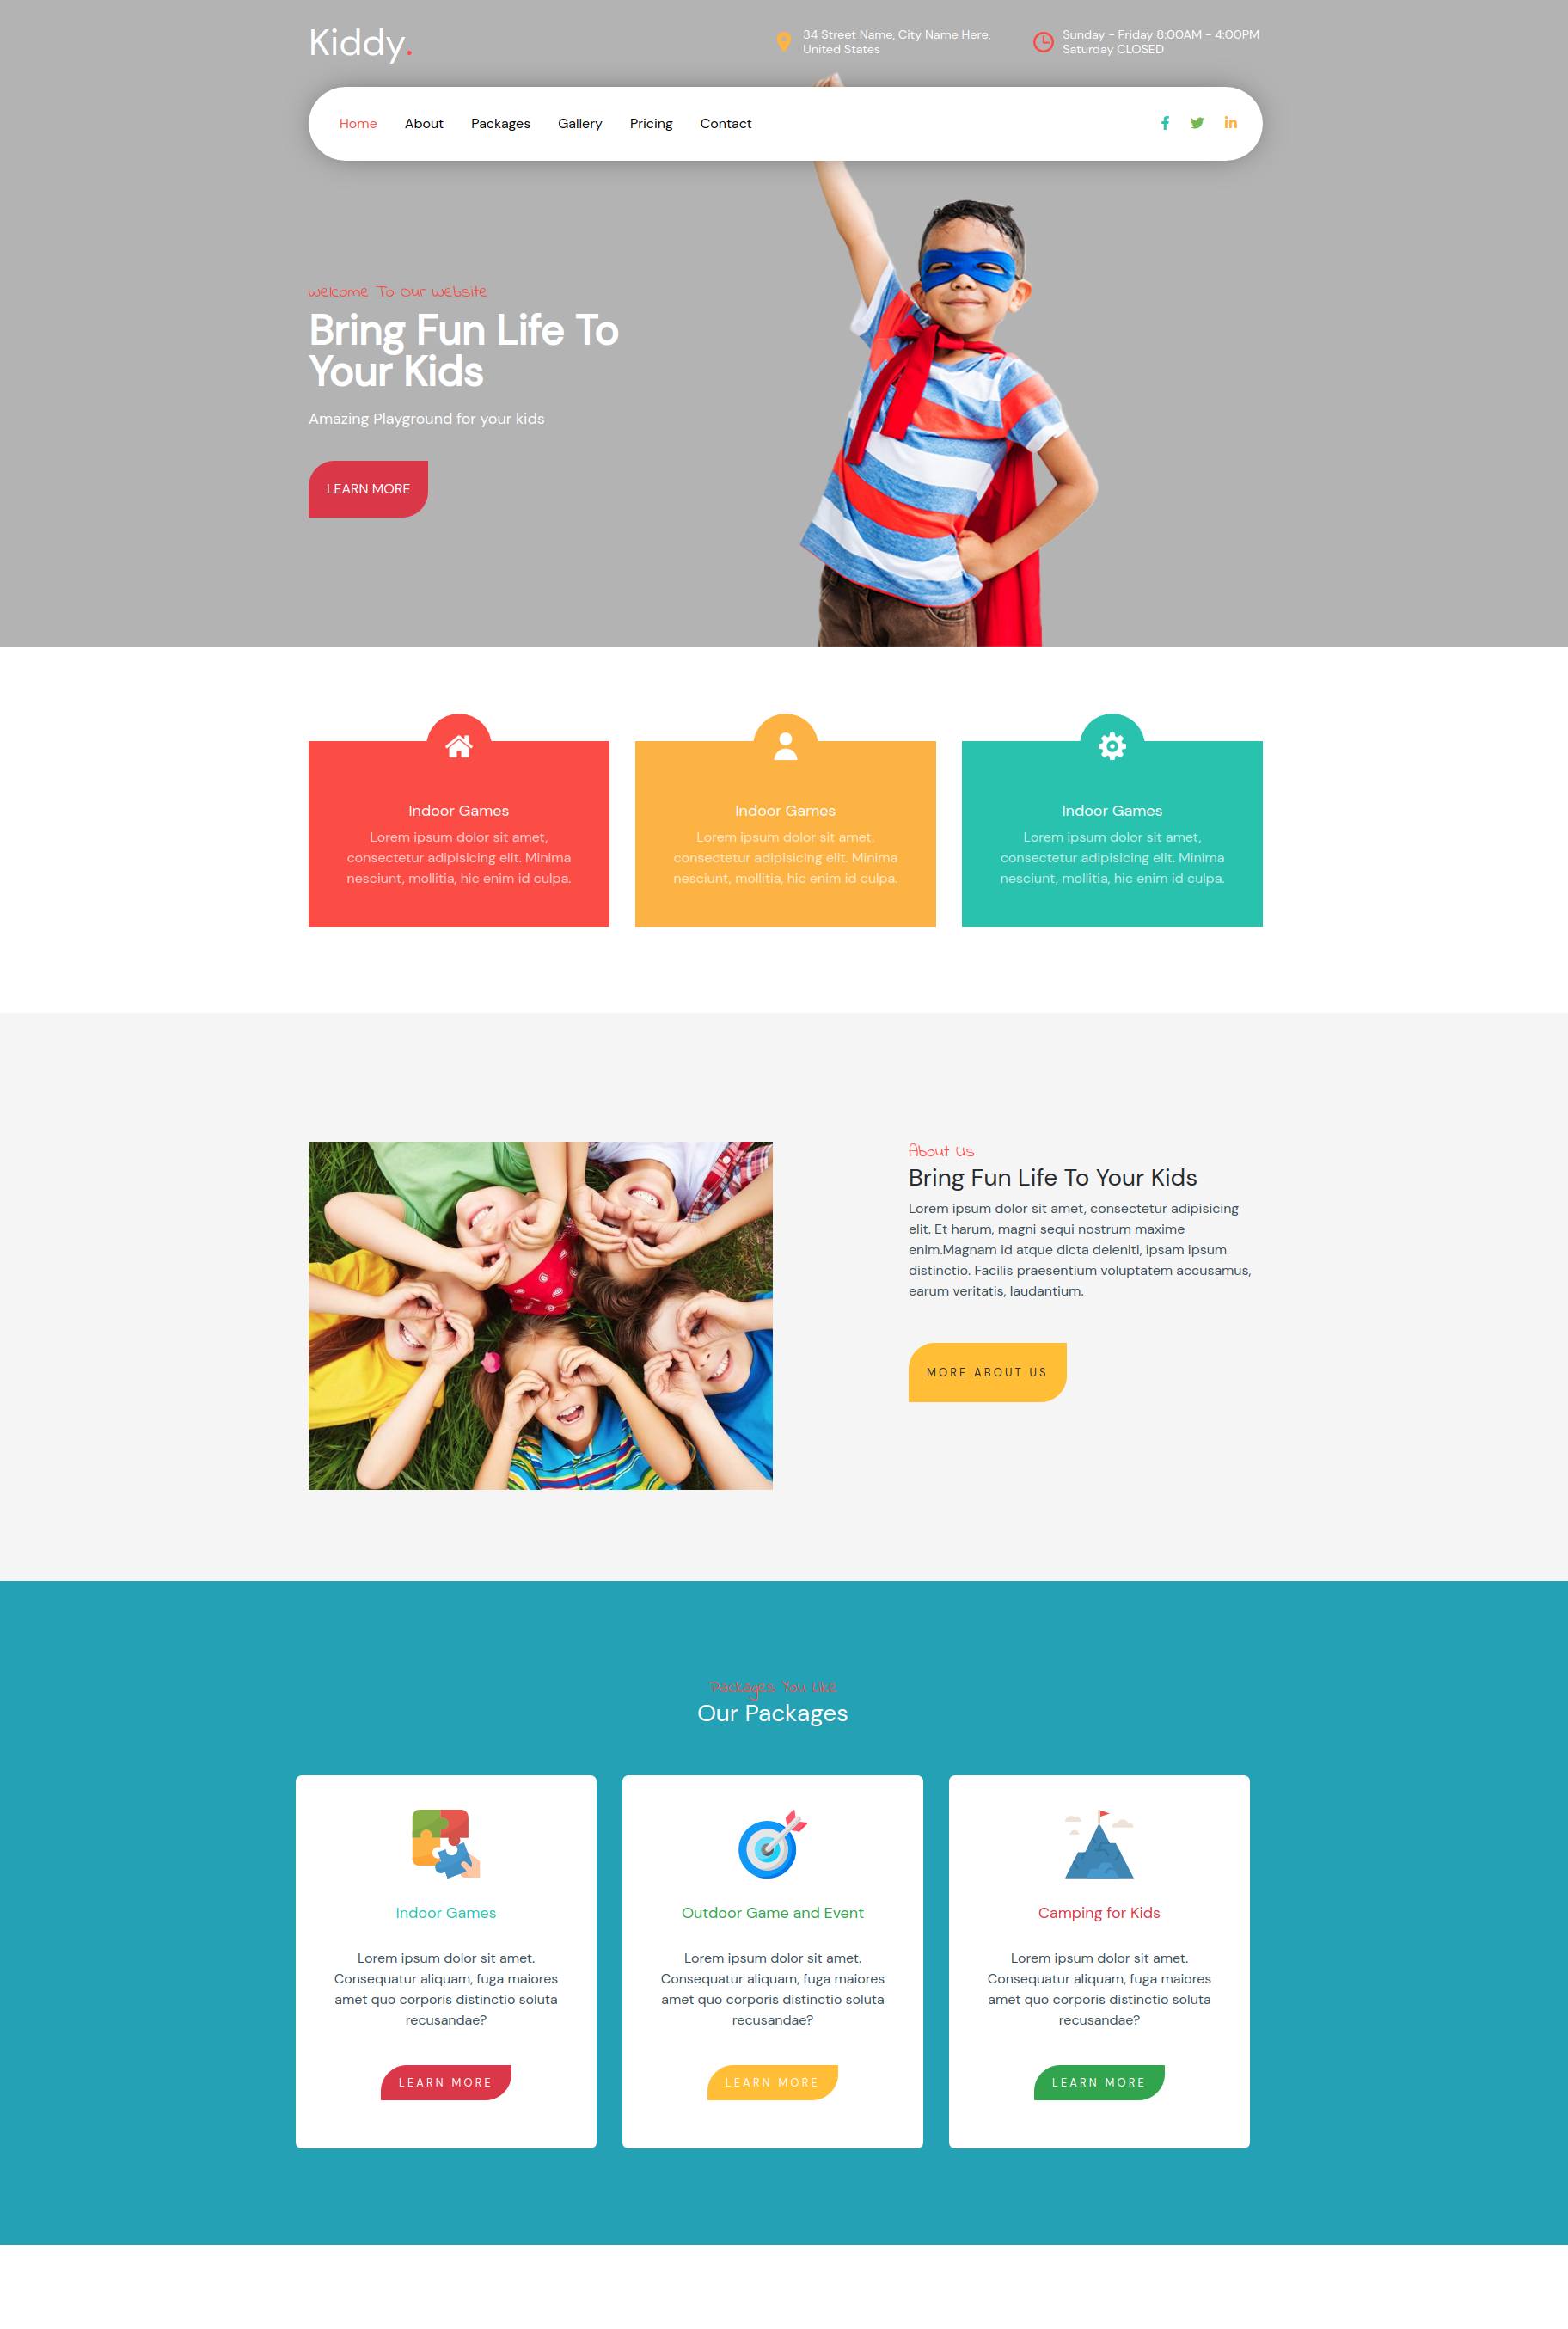 Kiddy.
34 Street Name, City Name Here,
United States
Sunday - Friday 8:00AM - 4:00PM
Saturday CLOSED
Home About Packages Gallery Pricing Contact
Welcome To Our Website
Bring Fun Life To
Your Kids
Amazing Playground for your kids
LEARN MORE
Indoor Games
Lorem ipsum dolor sit amet,
consectetur adipisicing elit. Minima
nesciunt, mollitia, hic enim id culpa.
Indoor Games
Lorem ipsum dolor sit amet,
consectetur adipisicing elit. Minima
nesciunt, mollitia, hic enim id culpa.
Indoor Games
Lorem ipsum dolor sit amet,
consectetur adipisicing elit. Minima
nesciunt, mollitia, hic enim id culpa.
About Us
Bring Fun Life To Your Kids
Lorem ipsum dolor sit amet, consectetur adipisicing
elit. Et harum, magni sequi nostrum maxime
enim.Magnam id atque dicta deleniti, ipsam ipsum
distinctio. Facilis praesentium voluptatem accusamus,
earum veritatis, laudantium.
MORE ABOUT US
Packages You Like
Our Packages
Indoor Games
Lorem ipsum dolor sit amet.
Consequatur aliquam, fuga maiores
amet quo corporis distinctio soluta
recusandae?
LEARN MORE
Outdoor Game and Event
Lorem ipsum dolor sit amet.
Consequatur aliquam, fuga maiores
amet quo corporis distinctio soluta
recusandae?
LEARN MORE
Camping for Kids
Lorem ipsum dolor sit amet.
Consequatur aliquam, fuga maiores
amet quo corporis distinctio soluta
recusandae?
LEARN MORE